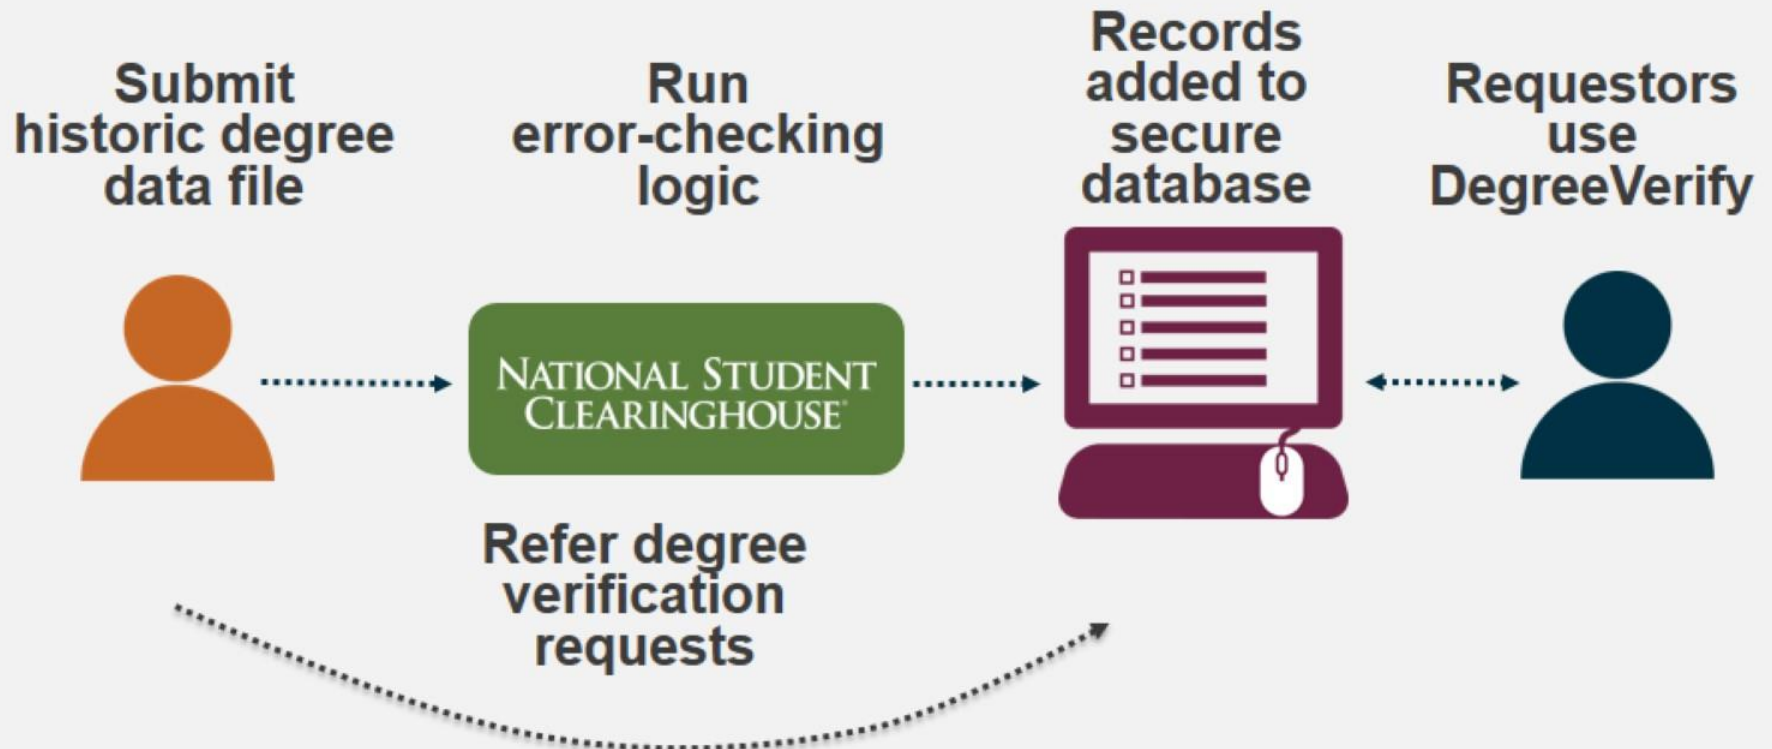 Submit
historic degree
data file
Run
error-checking
logic
Records
added to
secure
database
Requestors
use
DegreeVerify
NATIONAL STUDENT
CLEARINGHOUSE®
Refer degree
verification
requests